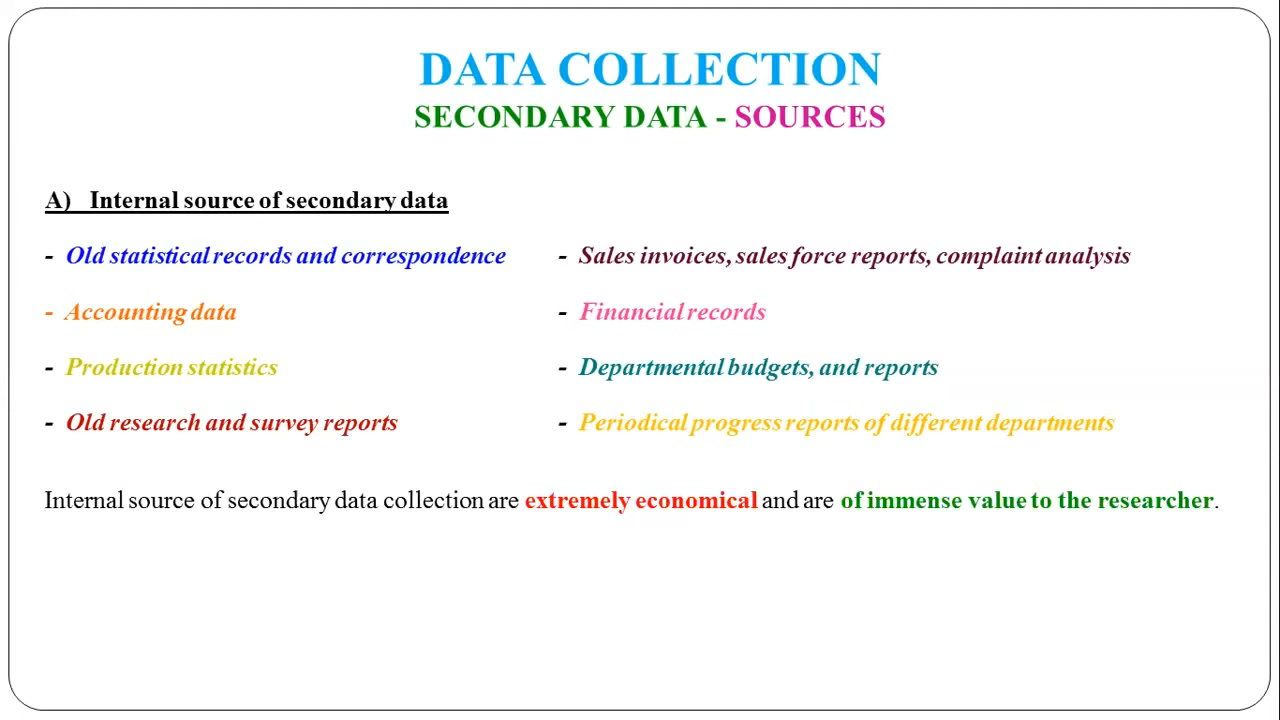 DATA COLLECTION
SECONDARY DATA - SOURCES
A) Internal source of secondary data
- Old statistical records and correspondence
- Sales invoices, sales force reports, complaint analysis
- Accounting data
- Financial records
- Production statistics
- Departmental budgets, and reports
- Old research and survey reports
- Periodical progress reports of different departments
Internal source of secondary data collection are extremely economical and are of immense value to the researcher.